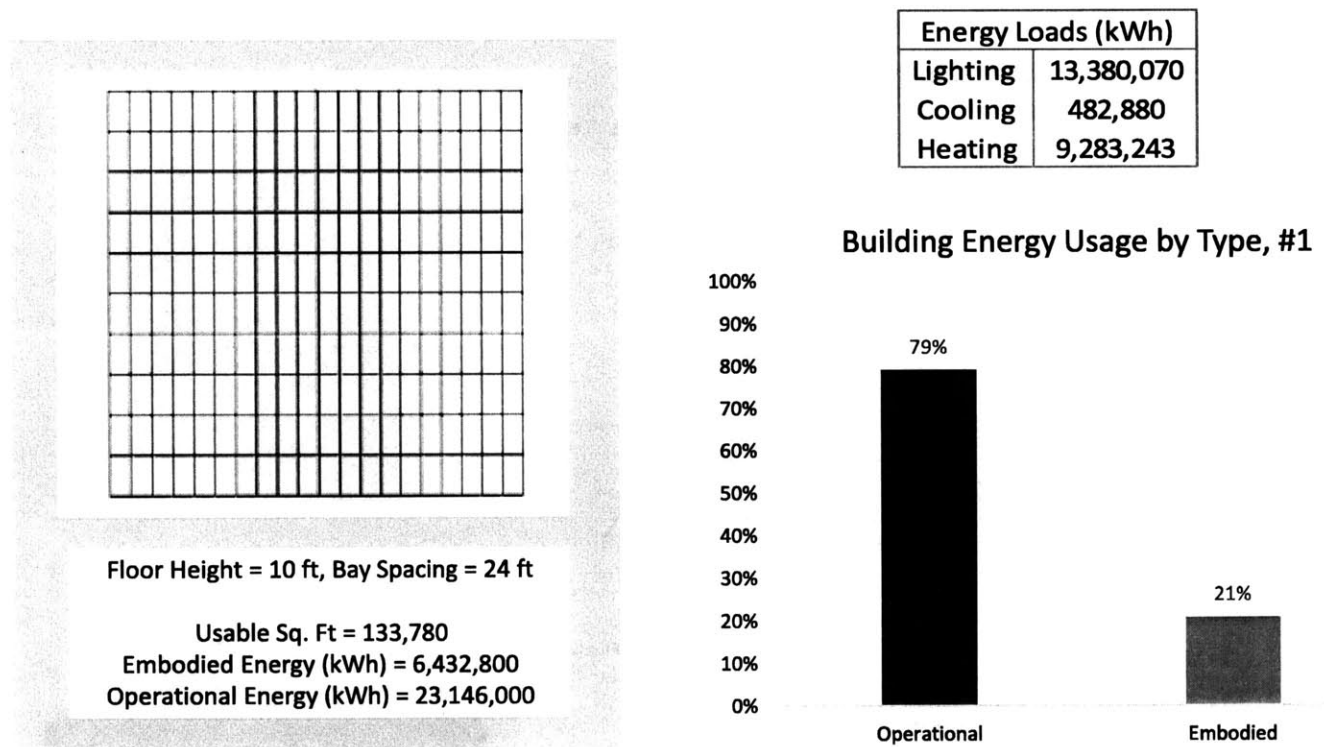 Floor Height = 10 ft, Bay Spacing = 24 ft
Usable Sq. Ft = 133,780
Embodied Energy (kWh) = 6,432,800
Operational Energy (kWh) = 23,146,000
Energy Loads (kWh)
Lighting 13,380,070
Cooling 482,880
Heating 9,283,243
Building Energy Usage by Type, #1
100%
90%
80%
70%
60%
50%
40%
30%
20%
10%
0%
79%
21%
Operational Embodied